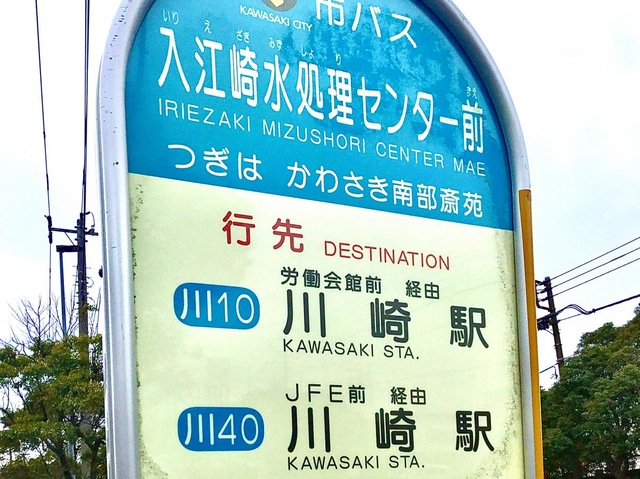 KAWASAKI CITY
市バス
いりえざきみずしょりまえ
入江崎水処理センター前
IRIEZAKI MIZUSHORI CENTER MAE
つぎは かわさき南部斎苑
行先 DESTINATION
労働会館前 経由
川10 川崎駅
KAWASAKI STA.
JFE前 経由
川40 川崎駅
KAWASAKI STA.